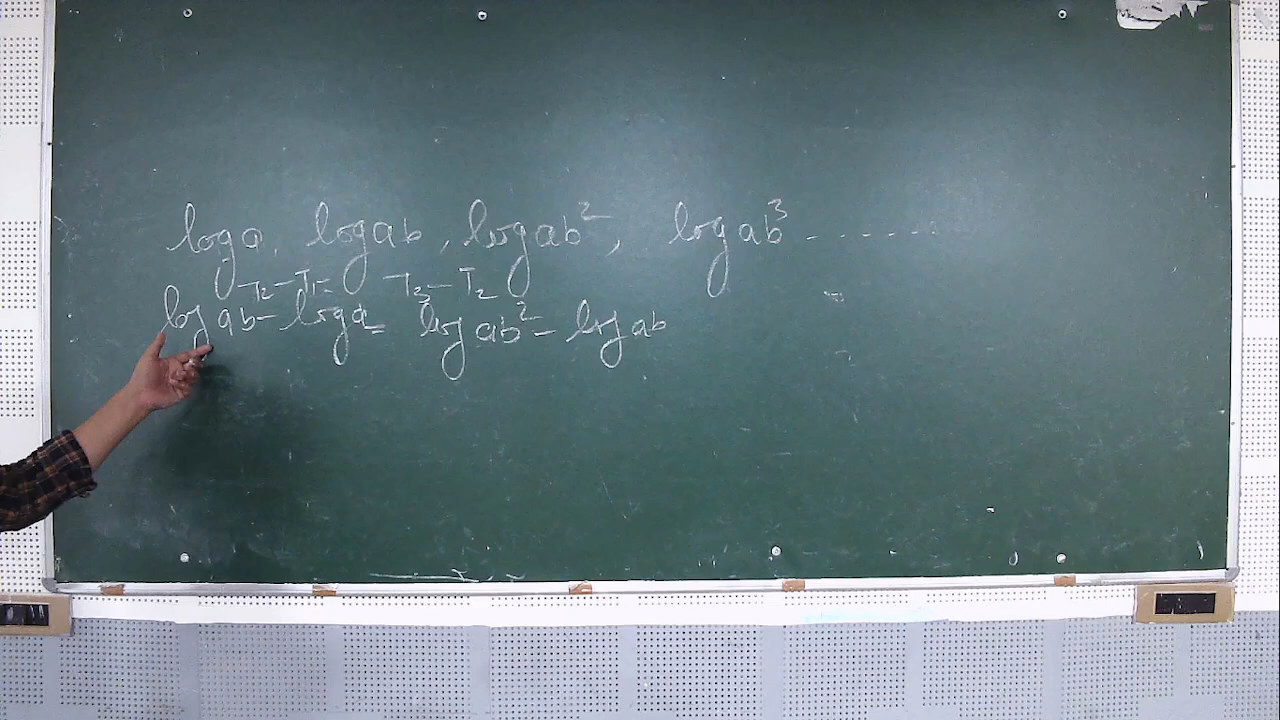 log a, log ab, log ab², log ab³ - - - - - - -
T₂ - T₁ = T₃ - T₂
log ab - log a = log ab² - log ab